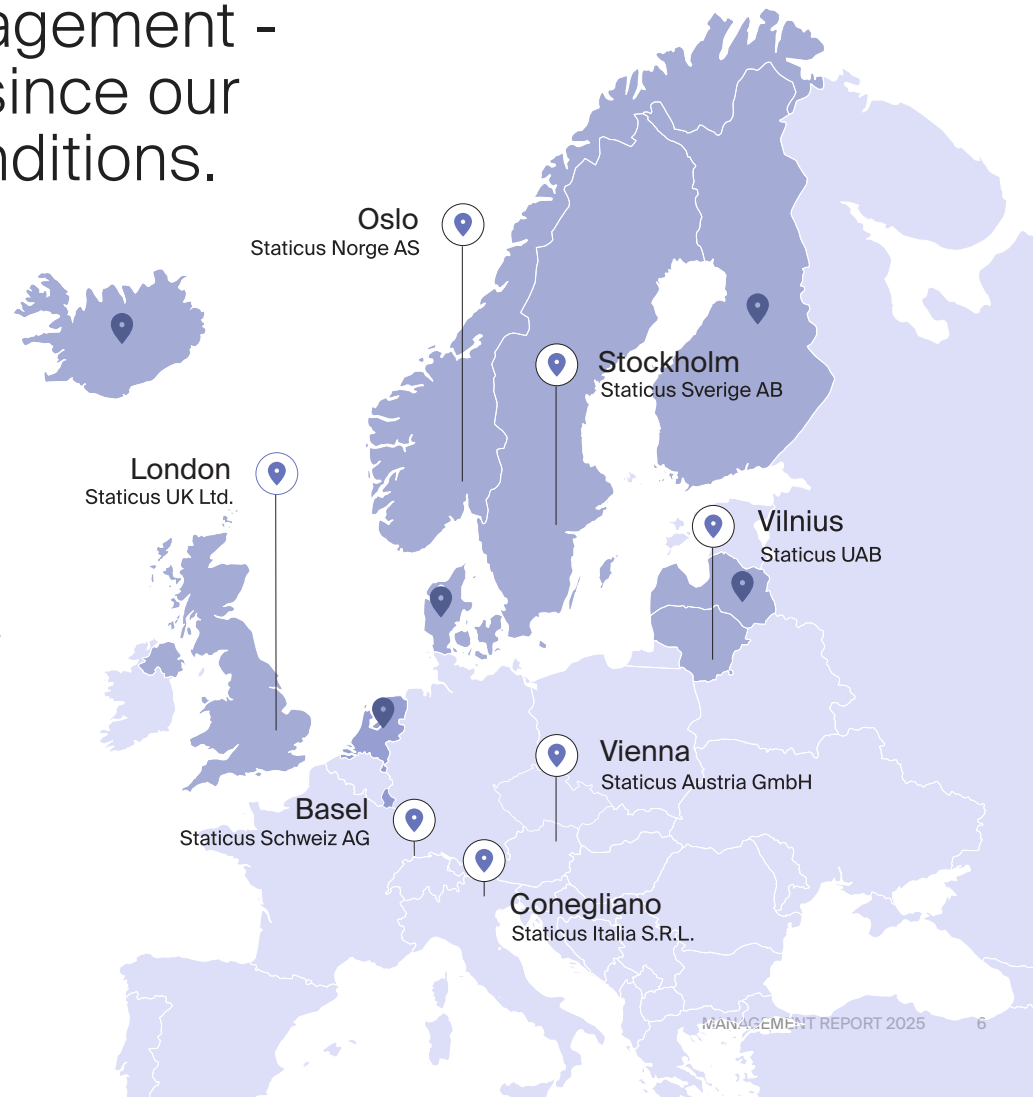 agement -
since our
nditions.
Oslo
Staticus Norge AS
Stockholm
Staticus Sverige AB
London
Staticus UK Ltd.
Vilnius
Staticus UAB
Vienna
Staticus Austria GmbH
Basel
Staticus Schweiz AG
Conegliano
Staticus Italia S.R.L.
MANAGEMENT REPORT 2025 6